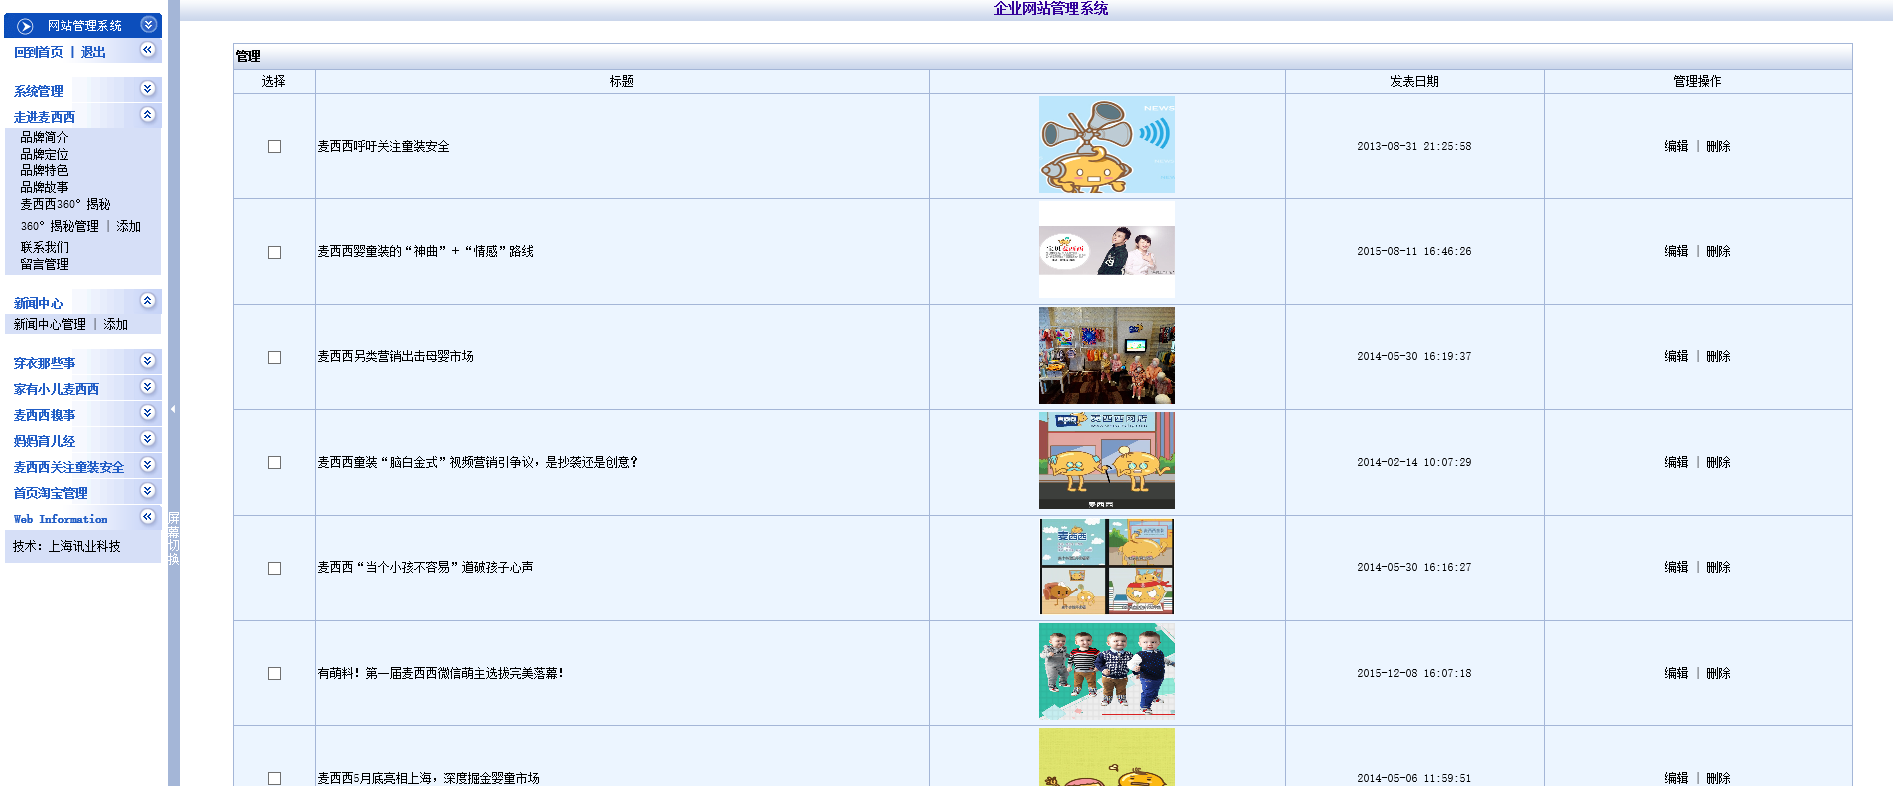 企业网站管理系统
网站管理系统
回到首页 | 退出
系统管理
走进麦西西
品牌简介
品牌定位
品牌特色
品牌故事
麦西西360°揭秘
360°揭秘管理 | 添加
联系我们
留言管理
新闻中心
新闻中心管理 | 添加
穿衣那些事
家有小儿麦西西
麦西西糗事
妈妈育儿经
麦西西关注童装安全
首页淘宝管理
Web Information
技术：上海讯业科技
屏幕切换
管理
选择 标题 发表日期 管理操作
麦西西呼吁关注童装安全 NEWS 2013-08-31 21:25:58 编辑 | 删除
麦西西婴童装的“神曲”+“情感”路线 2015-08-11 16:46:26 编辑 | 删除
麦西西另类营销出击母婴市场 2014-05-30 16:19:37 编辑 | 删除
麦西西童装“脑白金式”视频营销引争议，是抄袭还是创意？ 麦西西网店 麦西西 2014-02-14 10:07:29 编辑 | 删除
麦西西“当个小孩不容易”道破孩子心声 麦西西 2014-05-30 16:16:27 编辑 | 删除
有萌料！第一届麦西西微信萌主选拔完美落幕！ 2015-12-08 16:07:18 编辑 | 删除
麦西西5月底亮相上海，深度掘金婴童市场 2014-05-06 11:59:51 编辑 | 删除